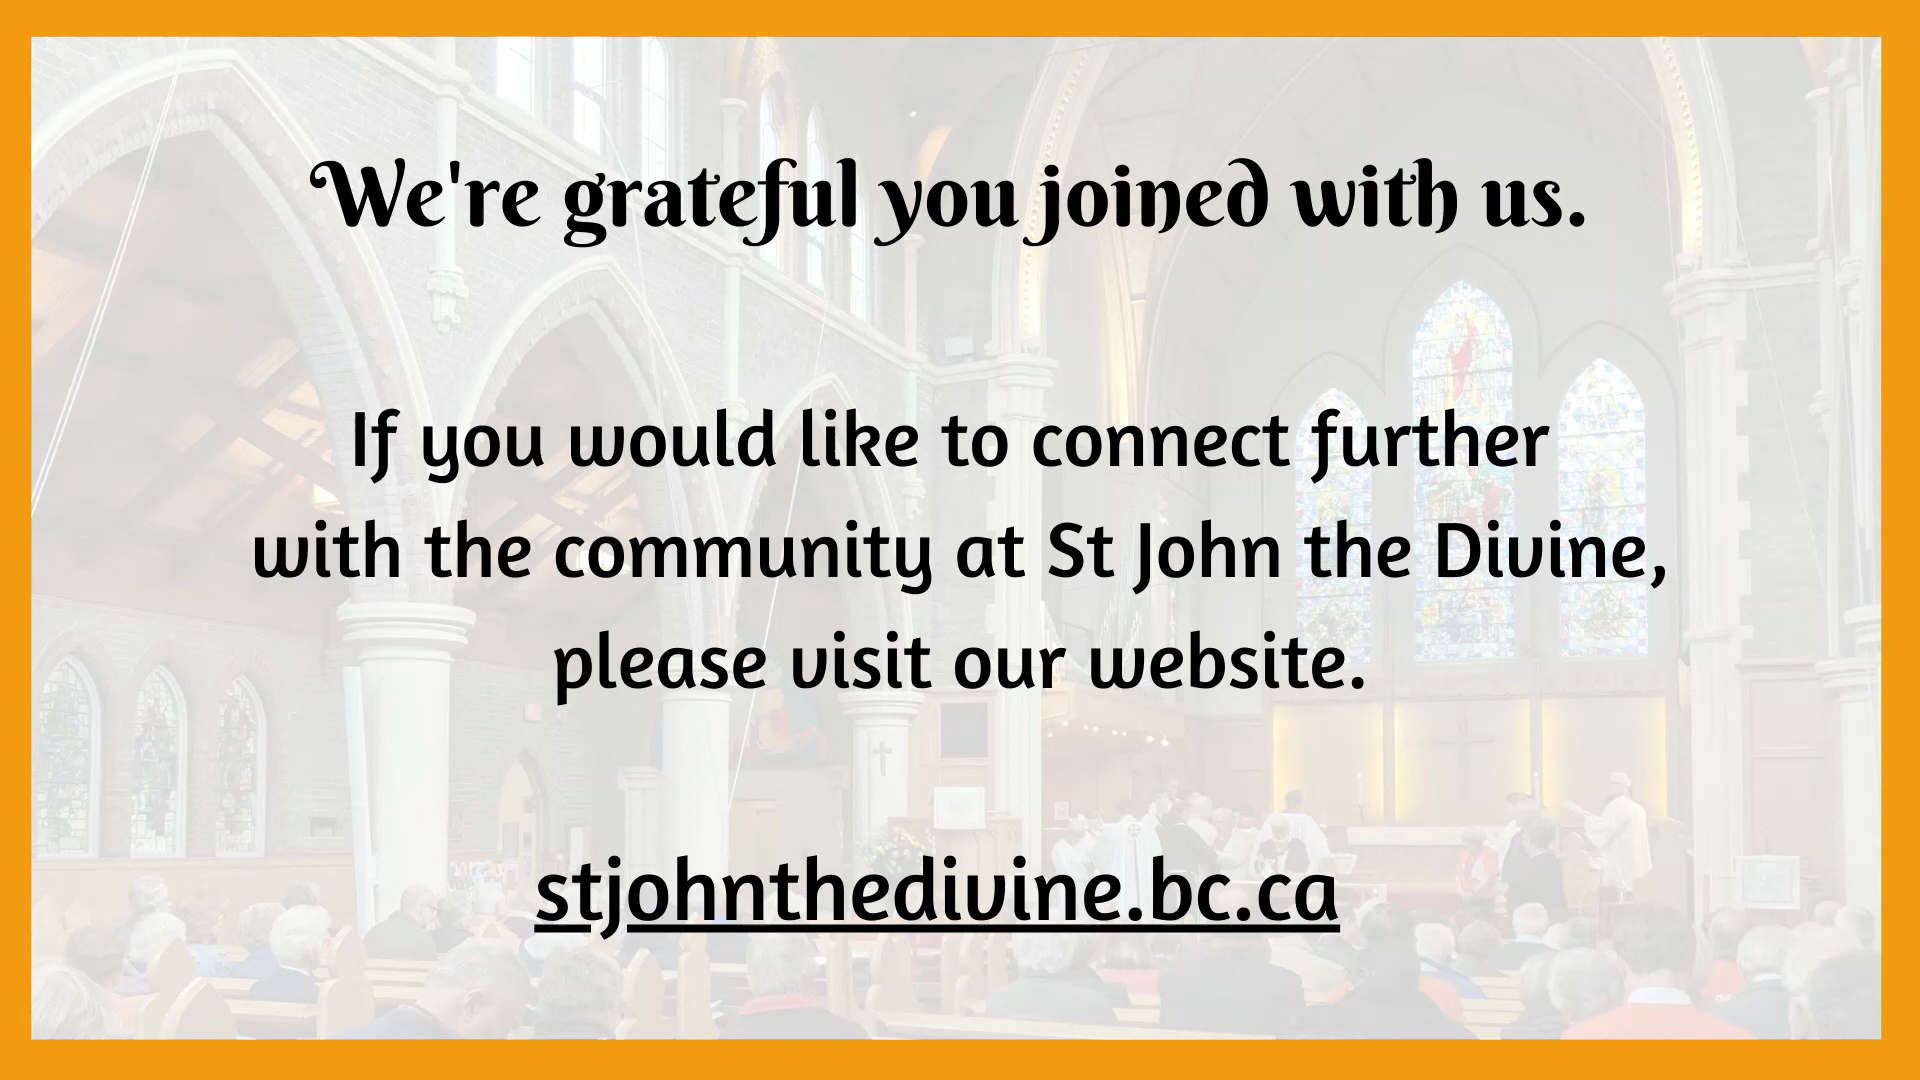 We're grateful you joined with us.
If you would like to connect further
with the community at St John the Divine,
please visit our website.
stjohnthedivine.bc.ca